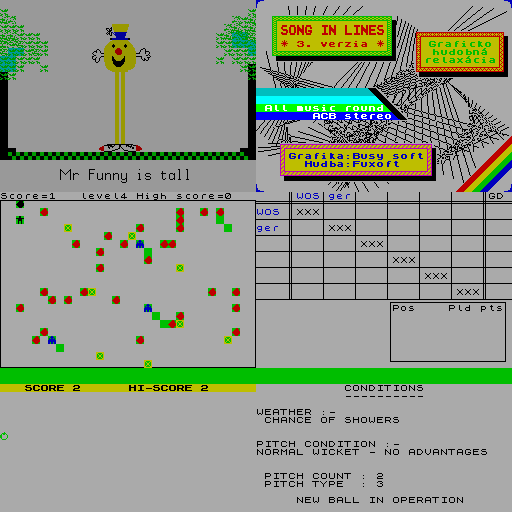 Mr Funny is tall
SONG IN LINES
* 3. verzia *
Graficko
hudobná
relaxácia
All music round
ACB stereo
Grafika:Busy soft
Hudba:Fuxoft
Score=1 level4 High score=0
WOS ger GD
WOS XXX
ger XXX
XXX
XXX
XXX
XXX
Pos Pld pts
SCORE 2 HI-SCORE 2
CONDITIONS
----------
WEATHER :-
CHANCE OF SHOWERS
PITCH CONDITION :-
NORMAL WICKET - NO ADVANTAGES
PITCH COUNT : 2
PITCH TYPE : 3
NEW BALL IN OPERATION